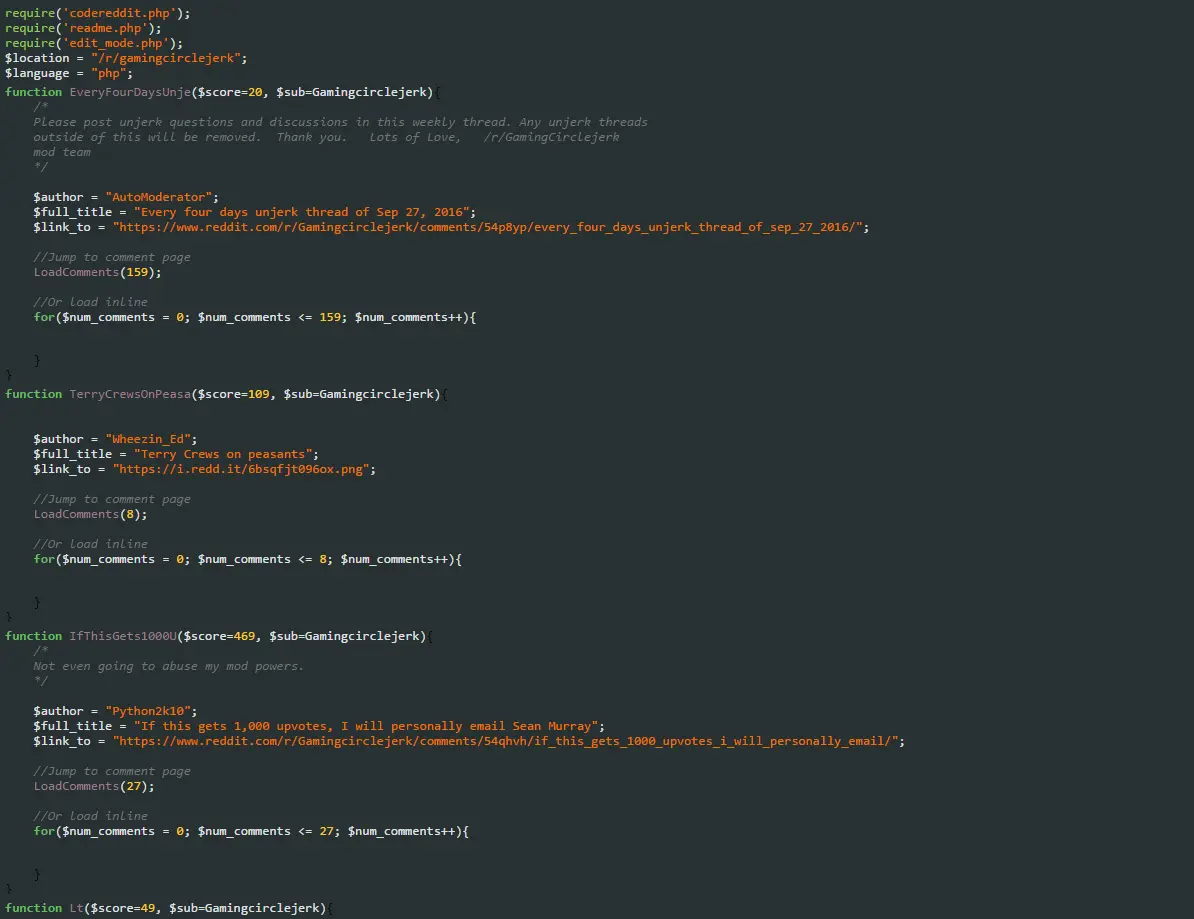 require('codereddit.php');
require('readme.php');
require('edit_mode.php');
$location = "/r/gamingcirclejerk";
$language = "php";
function EveryFourDaysUnje($score=20, $sub=Gamingcirclejerk){
/*
Please post unjerk questions and discussions in this weekly thread. Any unjerk threads
outside of this will be removed.  Thank you.   Lots of Love,   /r/GamingCirclejerk
mod team
*/
$author = "AutoModerator";
$full_title = "Every four days unjerk thread of Sep 27, 2016";
$link_to = "https://www.reddit.com/r/Gamingcirclejerk/comments/54p8yp/every_four_days_unjerk_thread_of_sep_27_2016/";
//Jump to comment page
LoadComments(159);
//Or load inline
for($num_comments = 0; $num_comments <= 159; $num_comments++){
}
}
function TerryCrewsOnPeasa($score=109, $sub=Gamingcirclejerk){
$author = "Wheezin_Ed";
$full_title = "Terry Crews on peasants";
$link_to = "https://i.redd.it/6bsqfjt096ox.png";
//Jump to comment page
LoadComments(8);
//Or load inline
for($num_comments = 0; $num_comments <= 8; $num_comments++){
}
}
function IfThisGets1000U($score=469, $sub=Gamingcirclejerk){
/*
Not even going to abuse my mod powers.
*/
$author = "Python2k10";
$full_title = "If this gets 1,000 upvotes, I will personally email Sean Murray";
$link_to = "https://www.reddit.com/r/Gamingcirclejerk/comments/54qhvh/if_this_gets_1000_upvotes_i_will_personally_email/";
//Jump to comment page
LoadComments(27);
//Or load inline
for($num_comments = 0; $num_comments <= 27; $num_comments++){
}
}
function Lt($score=49, $sub=Gamingcirclejerk){